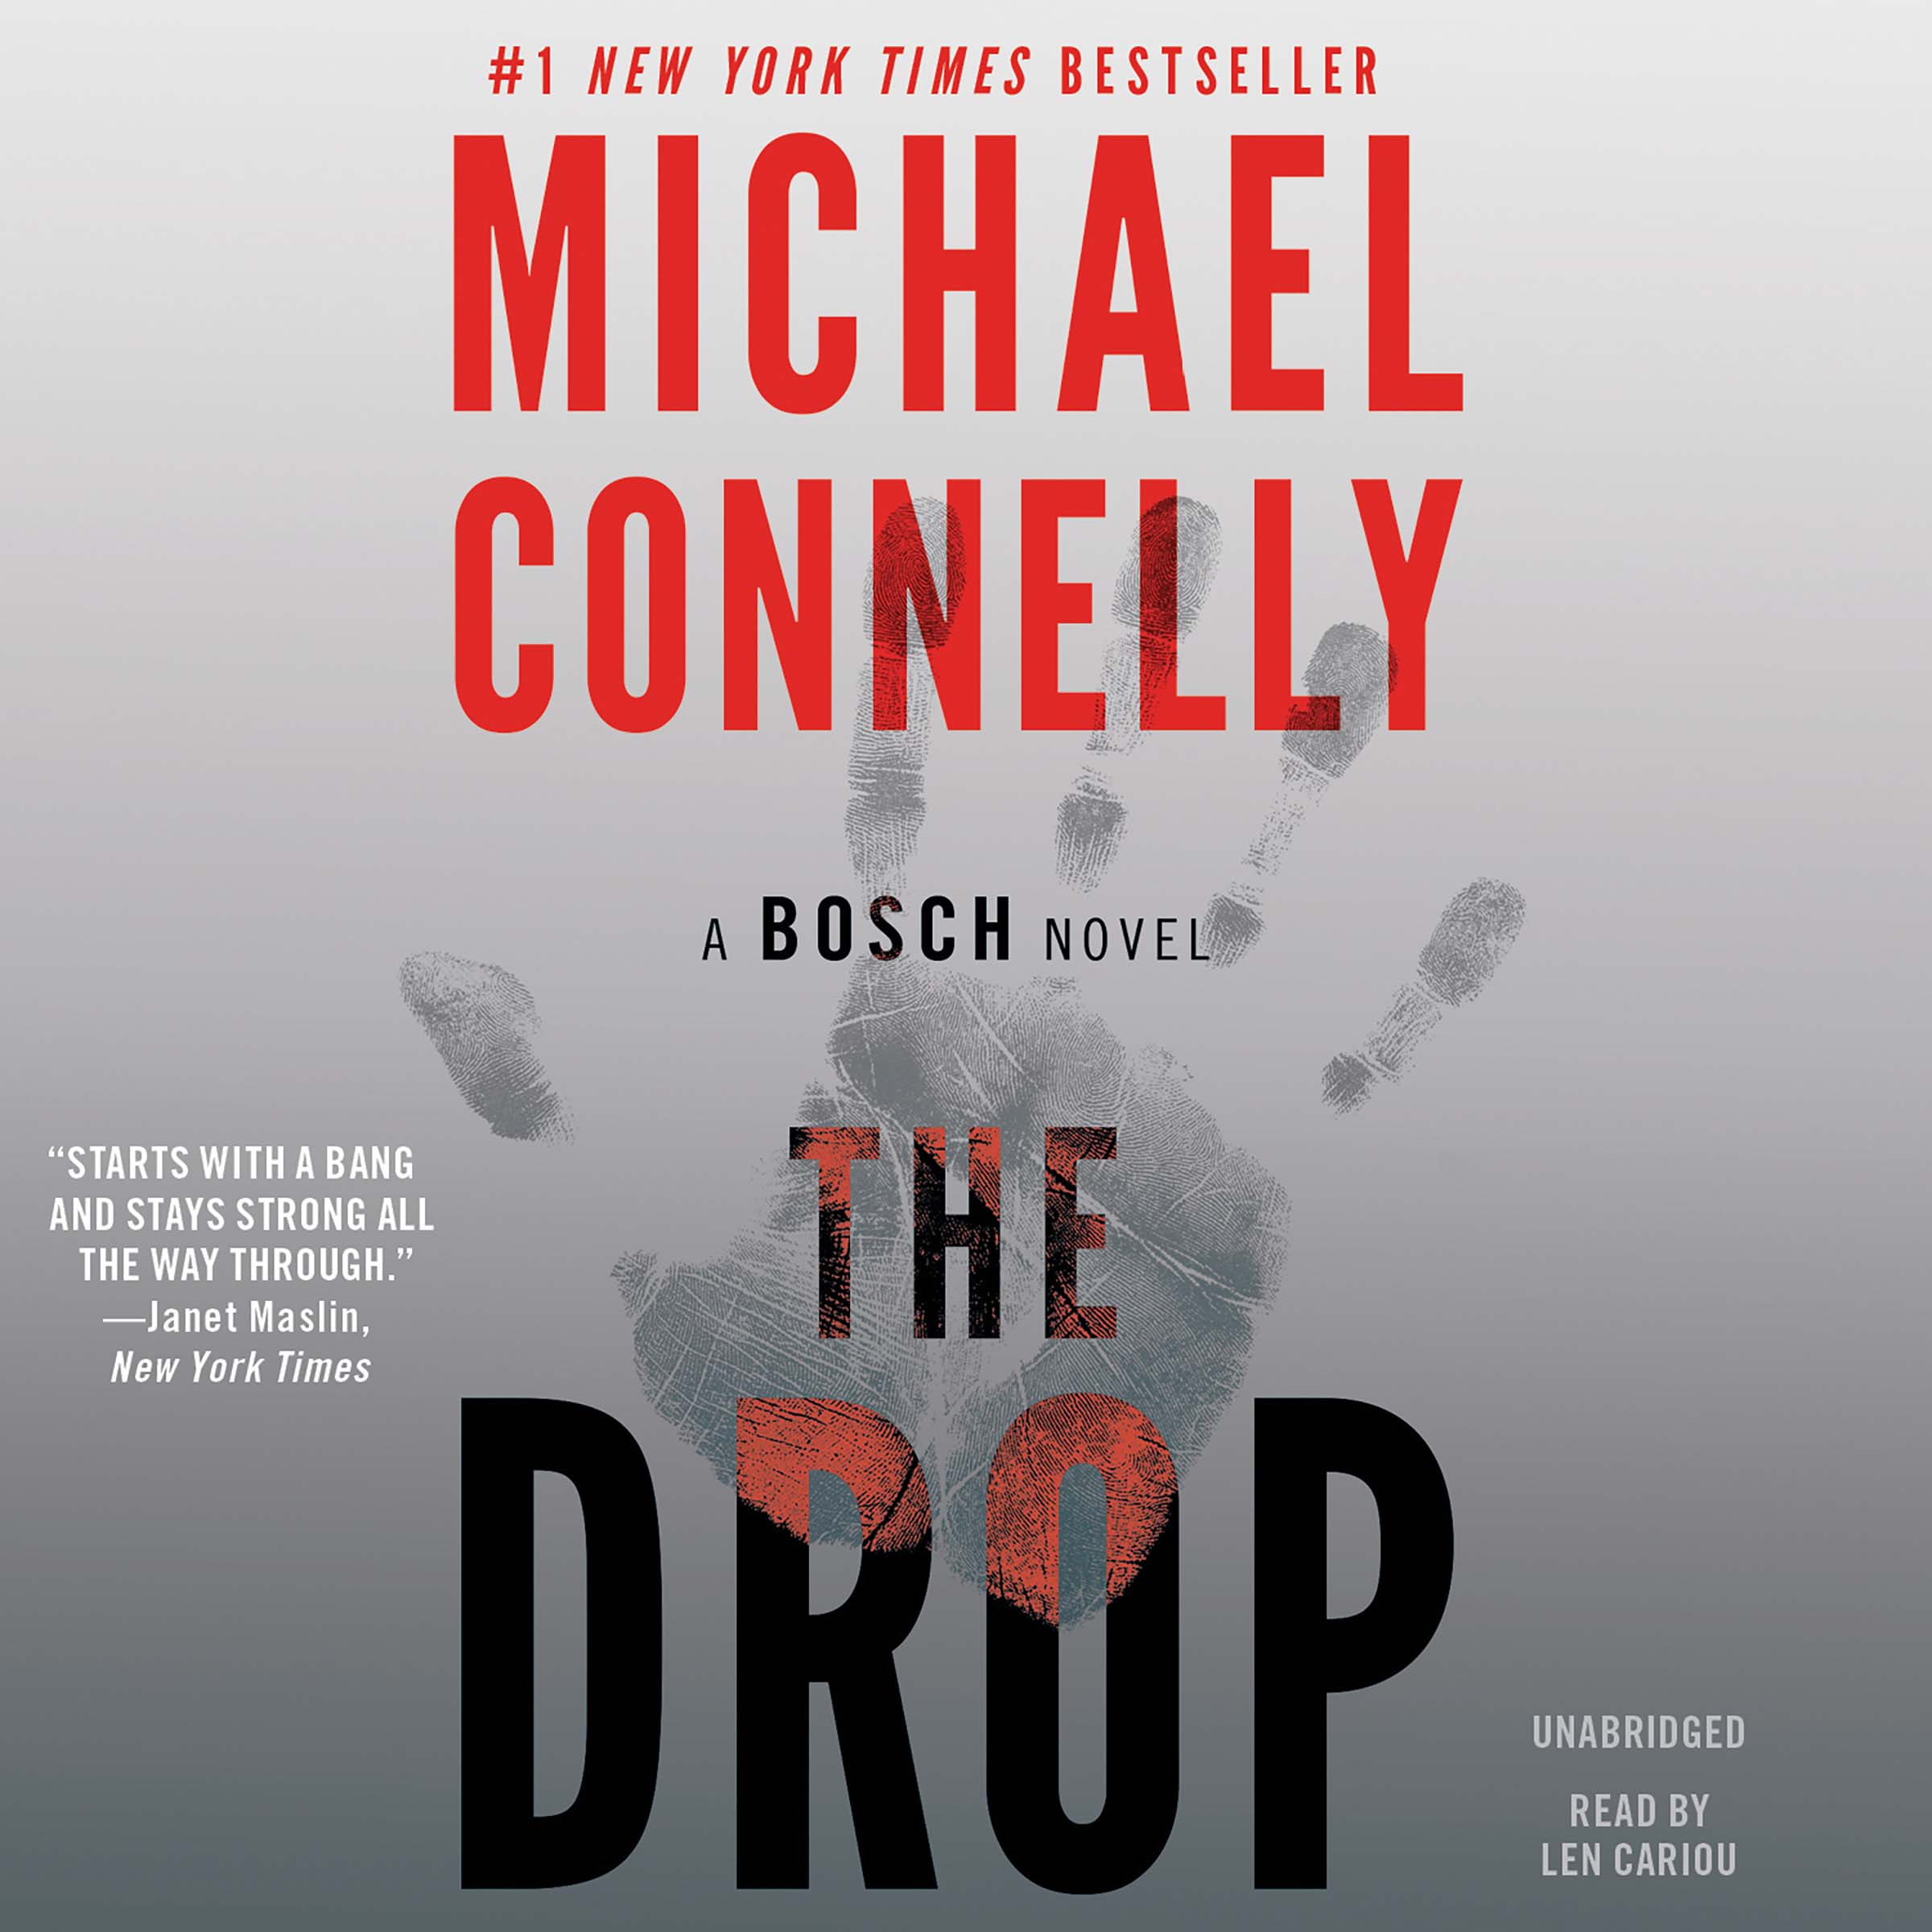 #1 NEW YORK TIMES BESTSELLER
MICHAEL
CONNELLY
A BOSCH NOVEL
THE
DROP
“STARTS WITH A BANG
AND STAYS STRONG ALL
THE WAY THROUGH.”
—Janet Maslin,
New York Times
UNABRIDGED
READ BY
LEN CARIOU